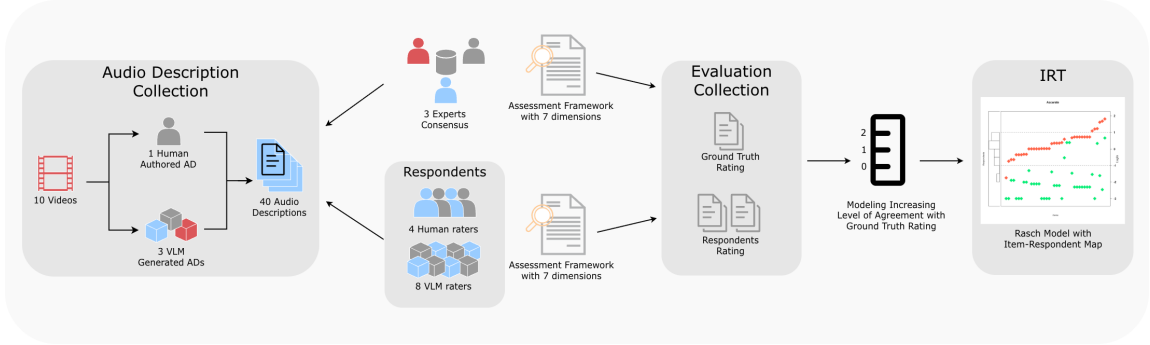 Audio Description
Collection
10 Videos
1 Human
Authored AD
3 VLM
Generated ADs
40 Audio
Descriptions
3 Experts
Consensus
Assessment Framework
with 7 dimensions
Respondents
4 Human raters
8 VLM raters
Assessment Framework
with 7 dimensions
Evaluation
Collection
Ground Truth
Rating
Respondents
Rating
2
1
0
Modeling Increasing
Level of Agreement with
Ground Truth Rating
IRT
Rasch Model with
Item-Respondent Map